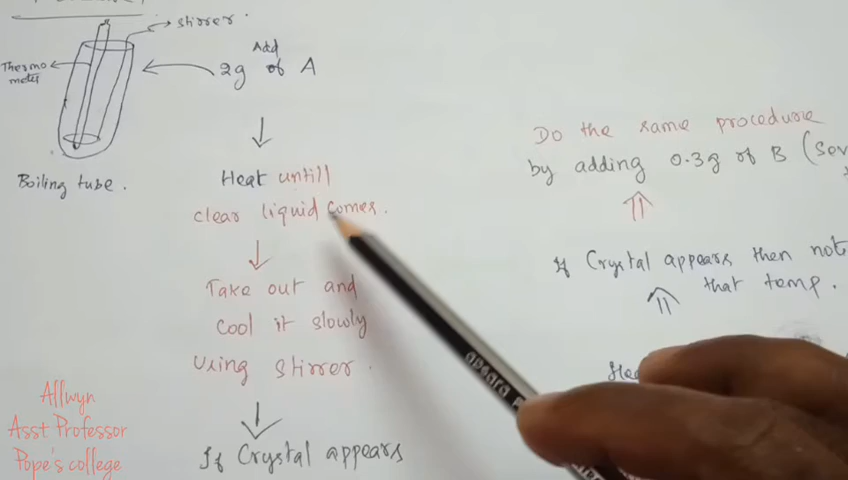 stirrer.
Thermo
meter
Add
2g of A
Boiling tube.
Heat untill
clear liquid comes.
Take out and
cool it slowly
Using stirrer.
If Crystal appears
Do the same procedure
by adding 0.3g of B
If Crystal appears then
that temp.
apsara
Allwyn
Asst Professor
Pope's college